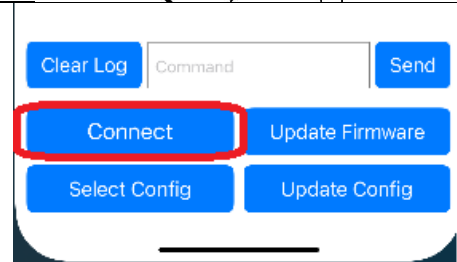 Clear Log Command Send
Connect Update Firmware
Select Config Update Config